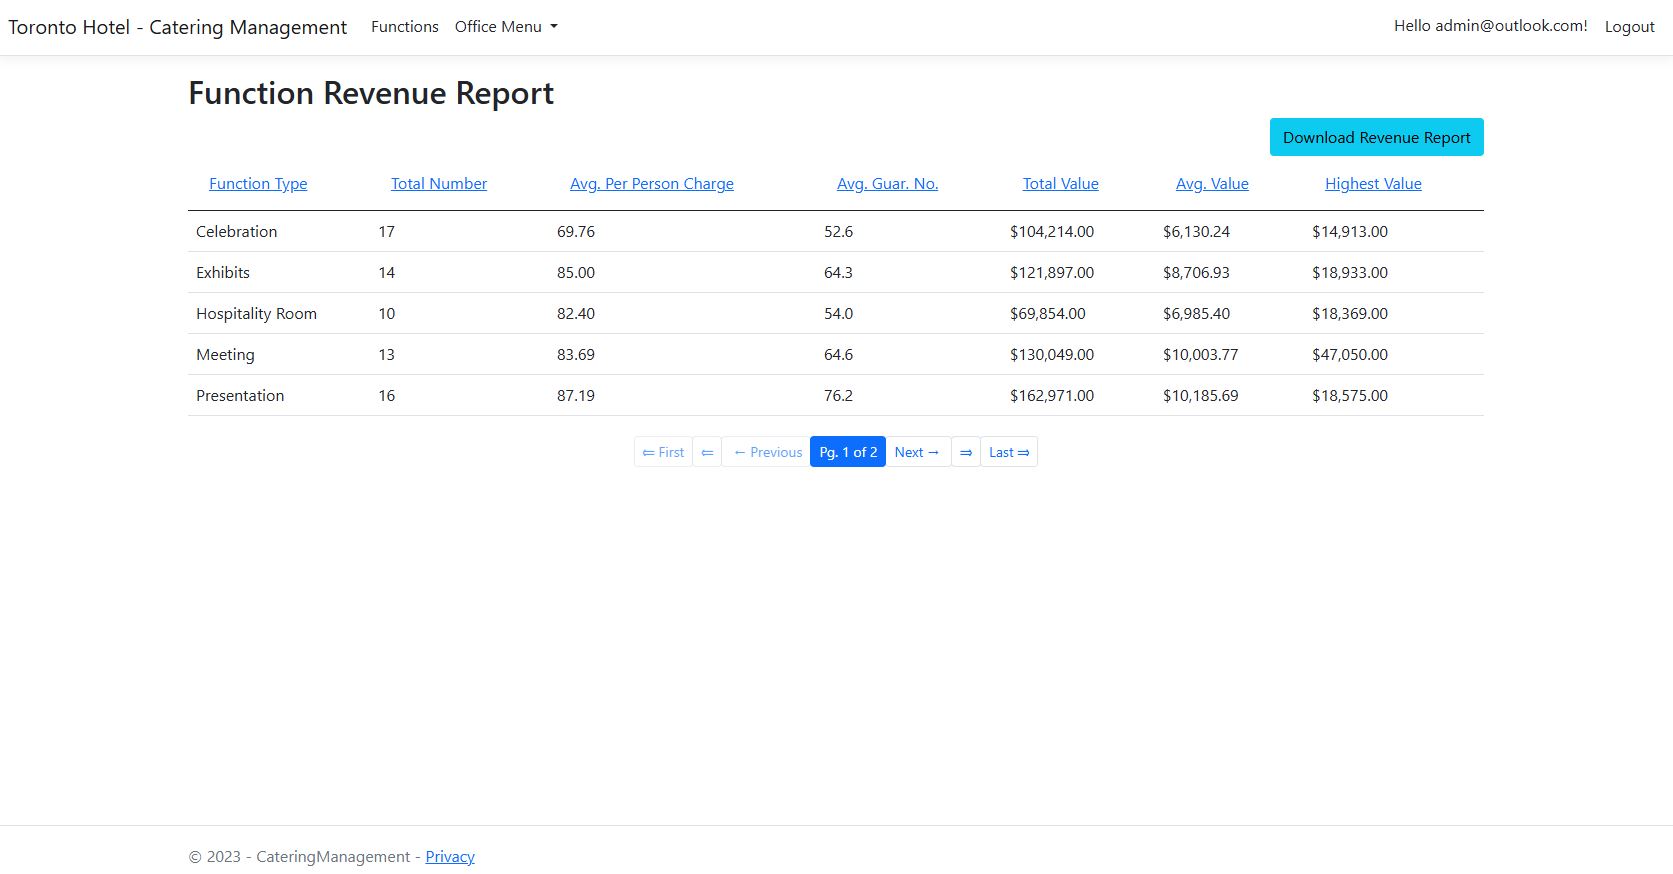 Toronto Hotel - Catering Management Functions Office Menu Hello admin@outlook.com! Logout
Function Revenue Report
Download Revenue Report
Function Type Total Number Avg. Per Person Charge Avg. Guar. No. Total Value Avg. Value Highest Value
Celebration 17 69.76 52.6 $104,214.00 $6,130.24 $14,913.00
Exhibits 14 85.00 64.3 $121,897.00 $8,706.93 $18,933.00
Hospitality Room 10 82.40 54.0 $69,854.00 $6,985.40 $18,369.00
Meeting 13 83.69 64.6 $130,049.00 $10,003.77 $47,050.00
Presentation 16 87.19 76.2 $162,971.00 $10,185.69 $18,575.00
⇐ First ⇐ ← Previous Pg. 1 of 2 Next → ⇒ Last ⇒
© 2023 - CateringManagement - Privacy